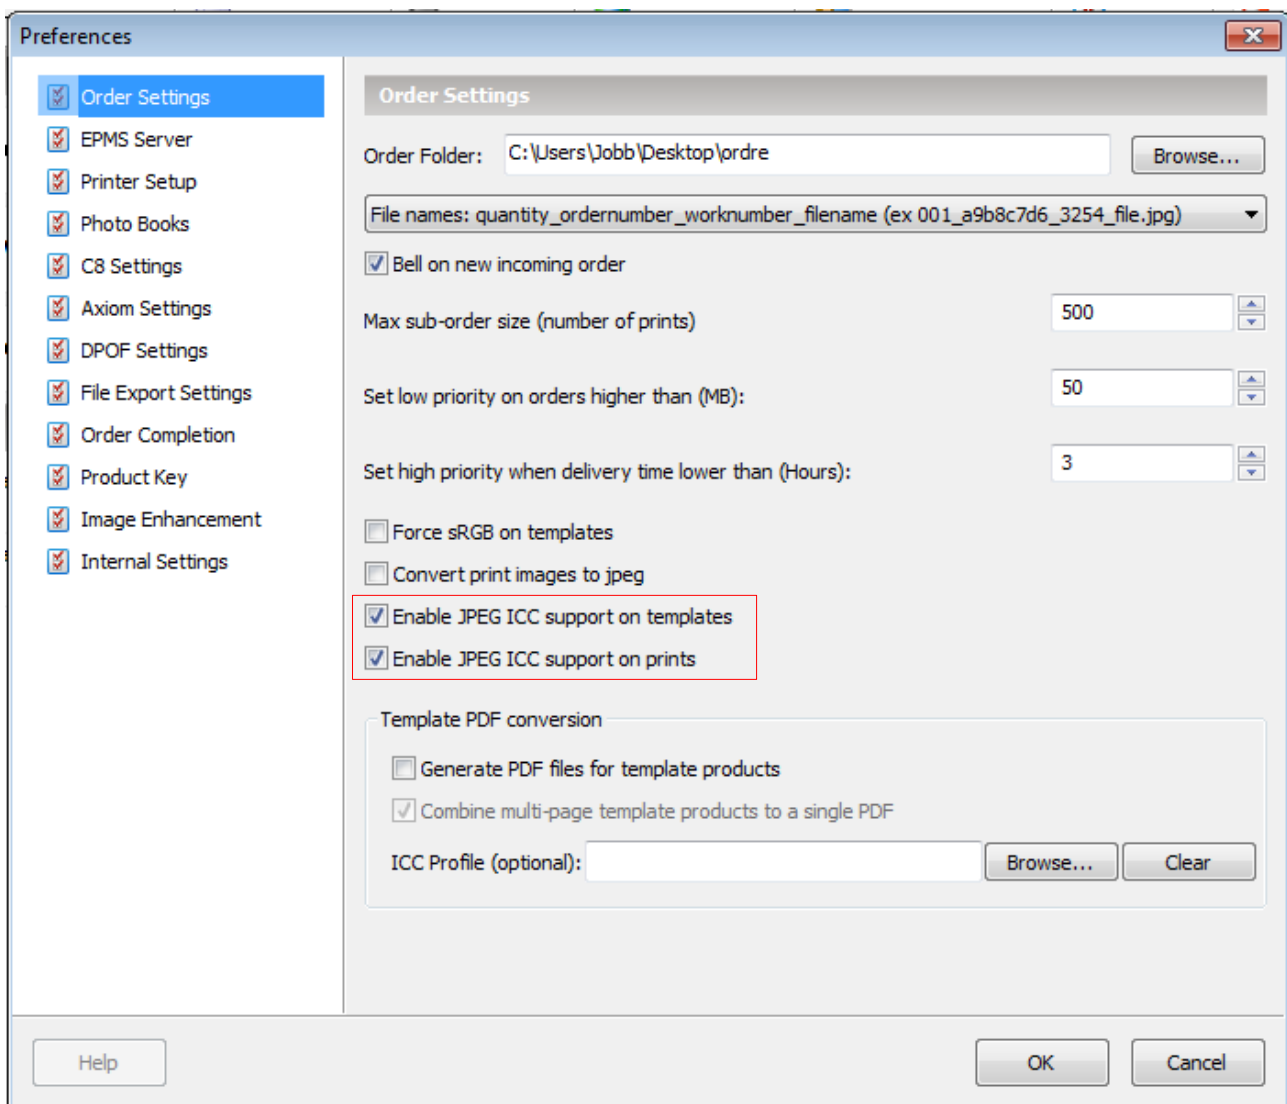 Preferences
Order Settings
EPMS Server
Printer Setup
Photo Books
C8 Settings
Axiom Settings
DPOF Settings
File Export Settings
Order Completion
Product Key
Image Enhancement
Internal Settings
Order Settings
Order Folder: C:\Users\Jobb\Desktop\ordre Browse...
File names: quantity_ordernumber_worknumber_filename (ex 001_a9b8c7d6_3254_file.jpg)
Bell on new incoming order
Max sub-order size (number of prints) 500
Set low priority on orders higher than (MB): 50
Set high priority when delivery time lower than (Hours): 3
Force sRGB on templates
Convert print images to jpeg
Enable JPEG ICC support on templates
Enable JPEG ICC support on prints
Template PDF conversion
Generate PDF files for template products
Combine multi-page template products to a single PDF
ICC Profile (optional): Browse... Clear
Help OK Cancel